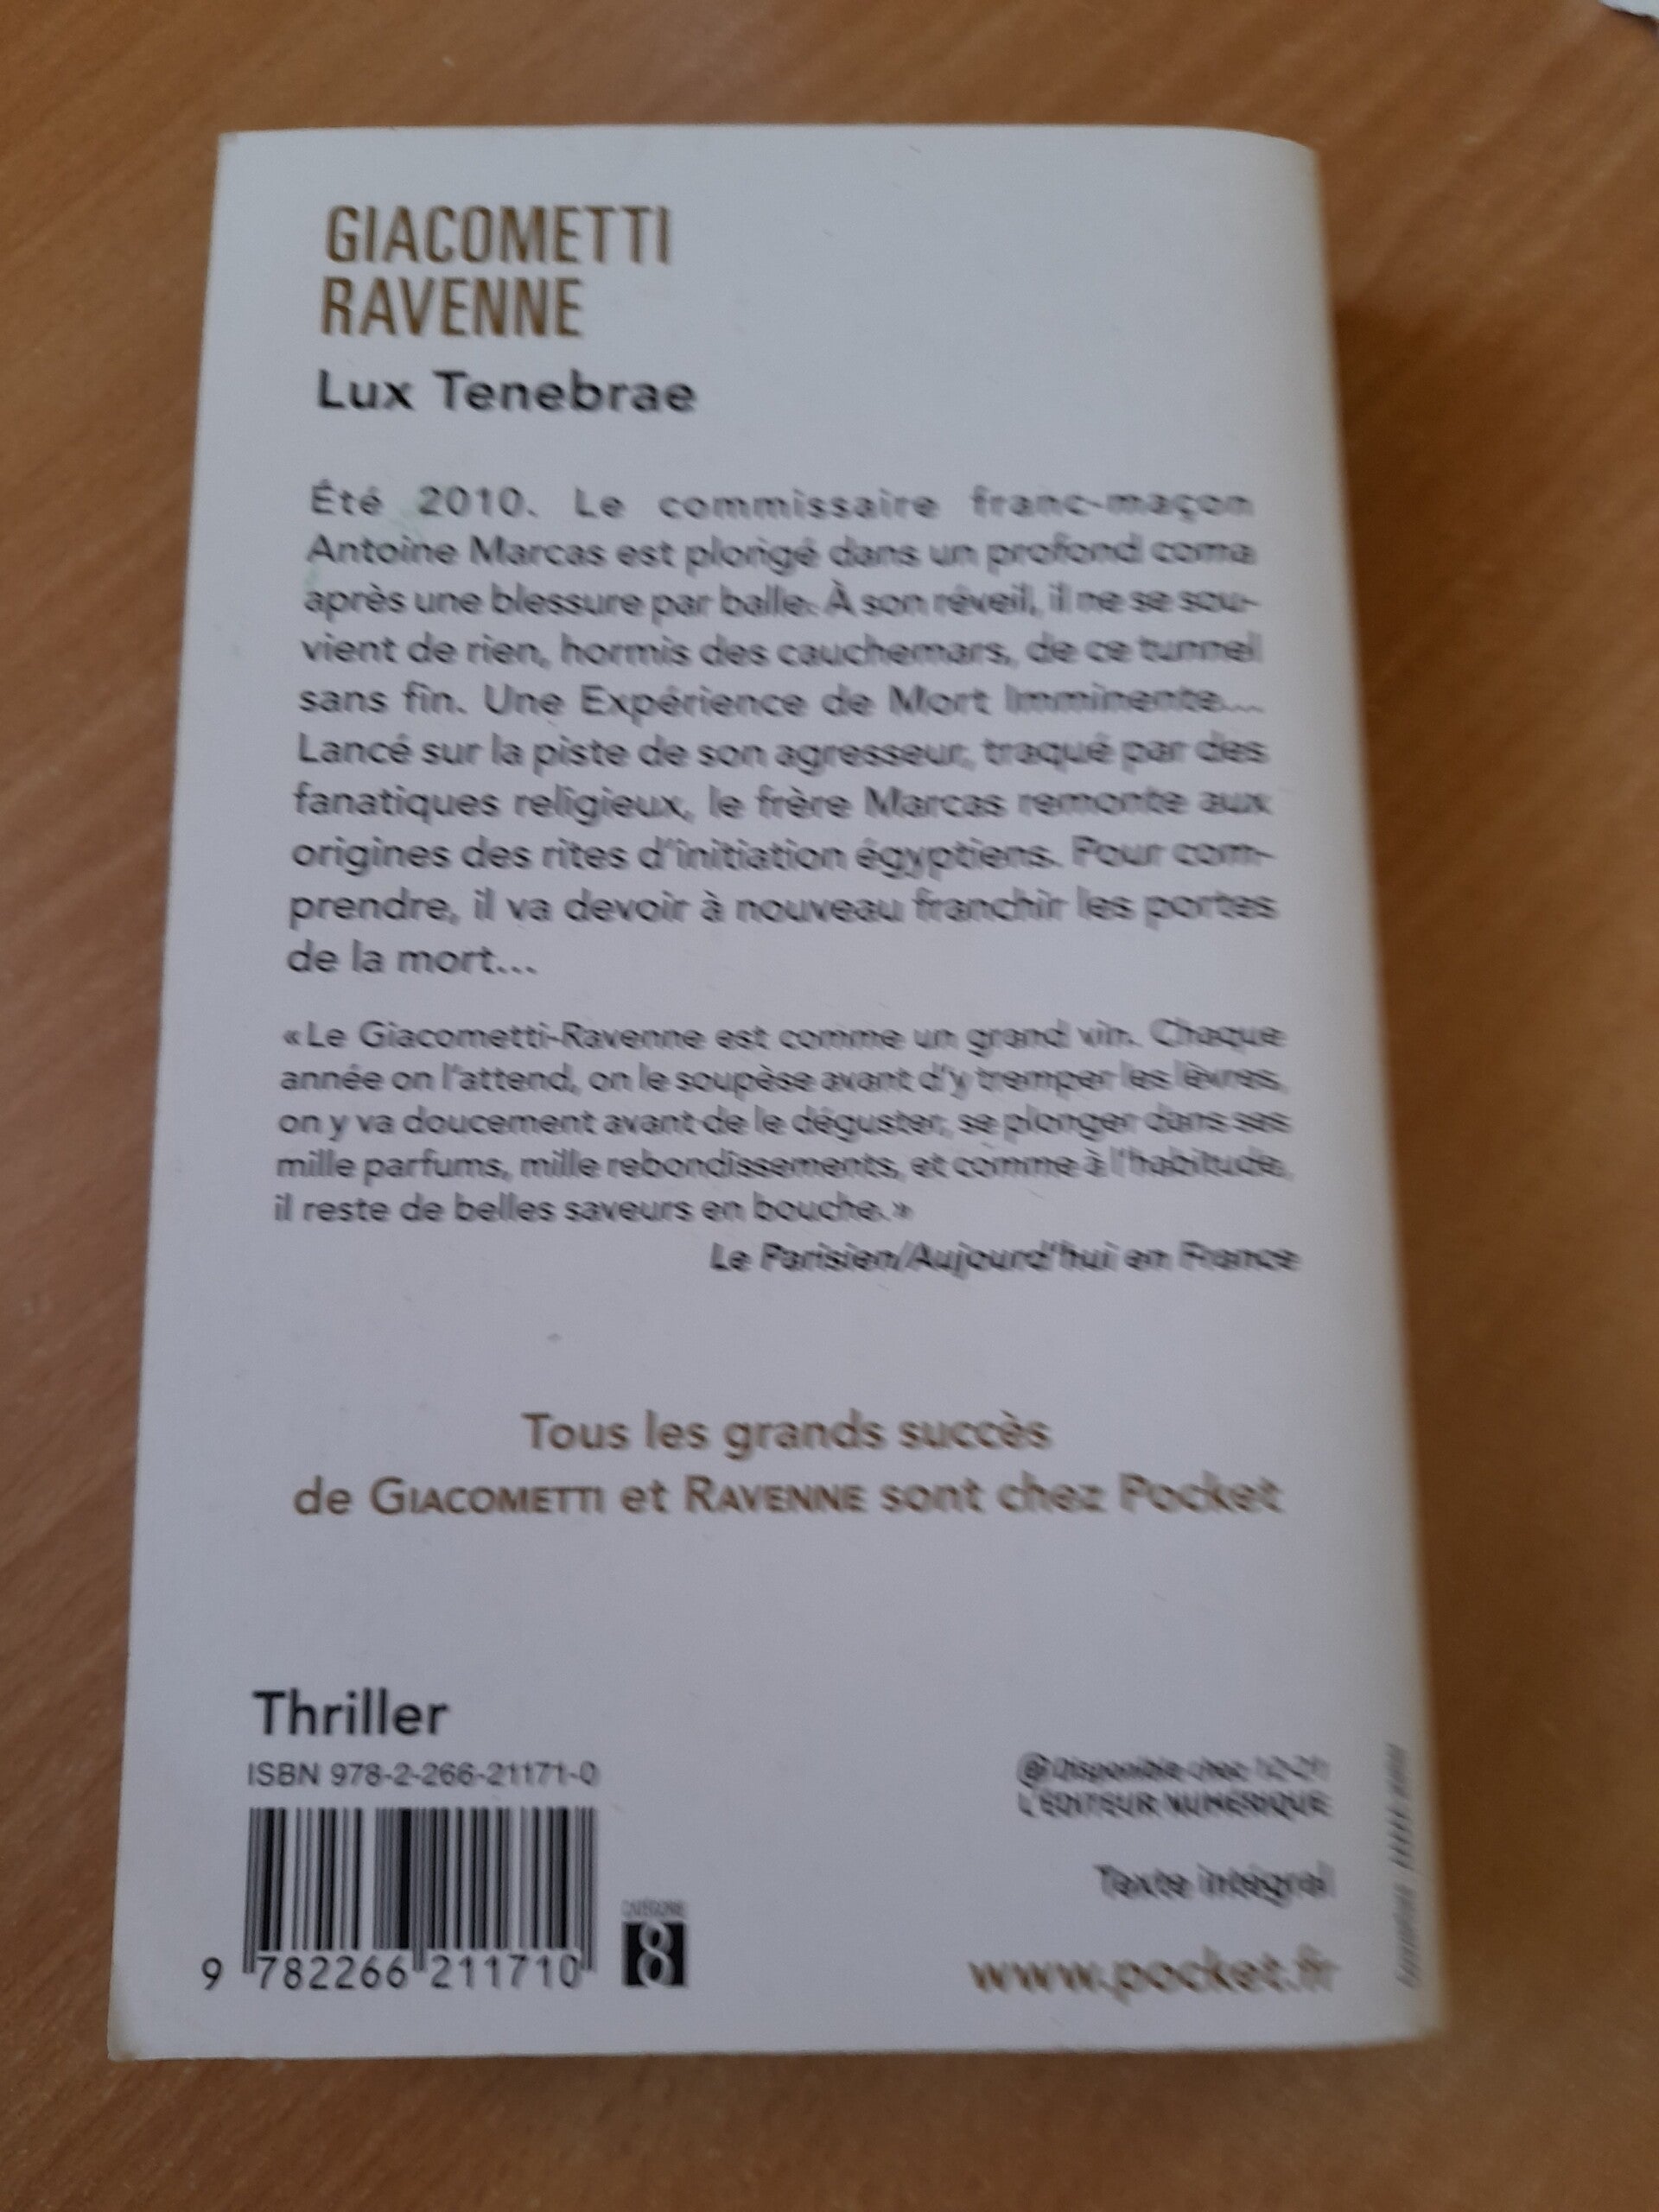 GIACOMETTI
RAVENNE
Lux Tenebrae
Été 2010. Le commissaire franc-maçon
Antoine Marcas est plongé dans un profond coma
après une blessure par balle. À son réveil, il ne se sou-
vient de rien, hormis des cauchemars, de ce tunnel
sans fin. Une Expérience de Mort Imminente...
Lancé sur la piste de son agresseur, traqué par des
fanatiques religieux, le frère Marcas remonte aux
origines des rites d'initiation égyptiens. Pour com-
prendre, il va devoir à nouveau franchir les portes
de la mort...
« Le Giacometti-Ravenne est comme un grand vin. Chaque
année on l'attend, on le soupèse avant d'y tremper les lèvres,
on y va doucement avant de le déguster, se plonger dans ses
mille parfums, mille rebondissements, et comme à l'habitude,
il reste de belles saveurs en bouche. »
Le Parisien/Aujourd'hui en France
Tous les grands succès
de GIACOMETTI et RAVENNE sont chez Pocket
Thriller
ISBN 978-2-266-21171-0
9 782266 211710
CATÉGORIE
8
@ Disponible chez 12-21
L'ÉDITEUR NUMÉRIQUE
Texte intégral
www.pocket.fr